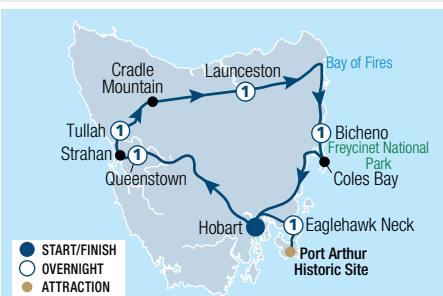 Cradle
Mountain
Launceston
Bay of Fires
1
Tullah
1
1
Bicheno
Strahan
1
Freycinet National
Park
Queenstown
Coles Bay
Hobart
1
Eaglehawk Neck
Port Arthur
Historic Site
START/FINISH
OVERNIGHT
ATTRACTION